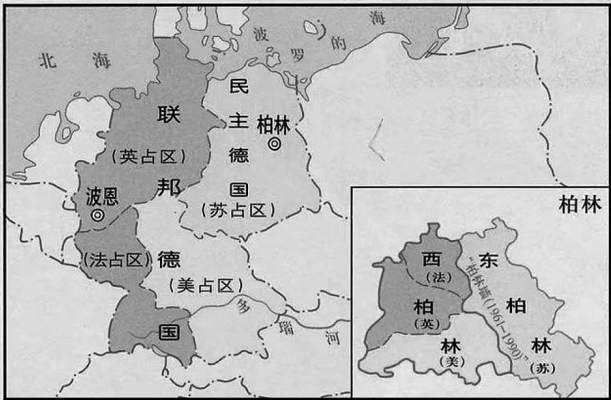 北海
波罗的海
民主德国
(苏占区)
柏林
联邦德国
(英占区)
波恩
(法占区)
(美占区)
多瑙河
柏林
西柏林
(法)
(英)
(美)
东柏林
(苏)
“柏林墙(1961—1990)”